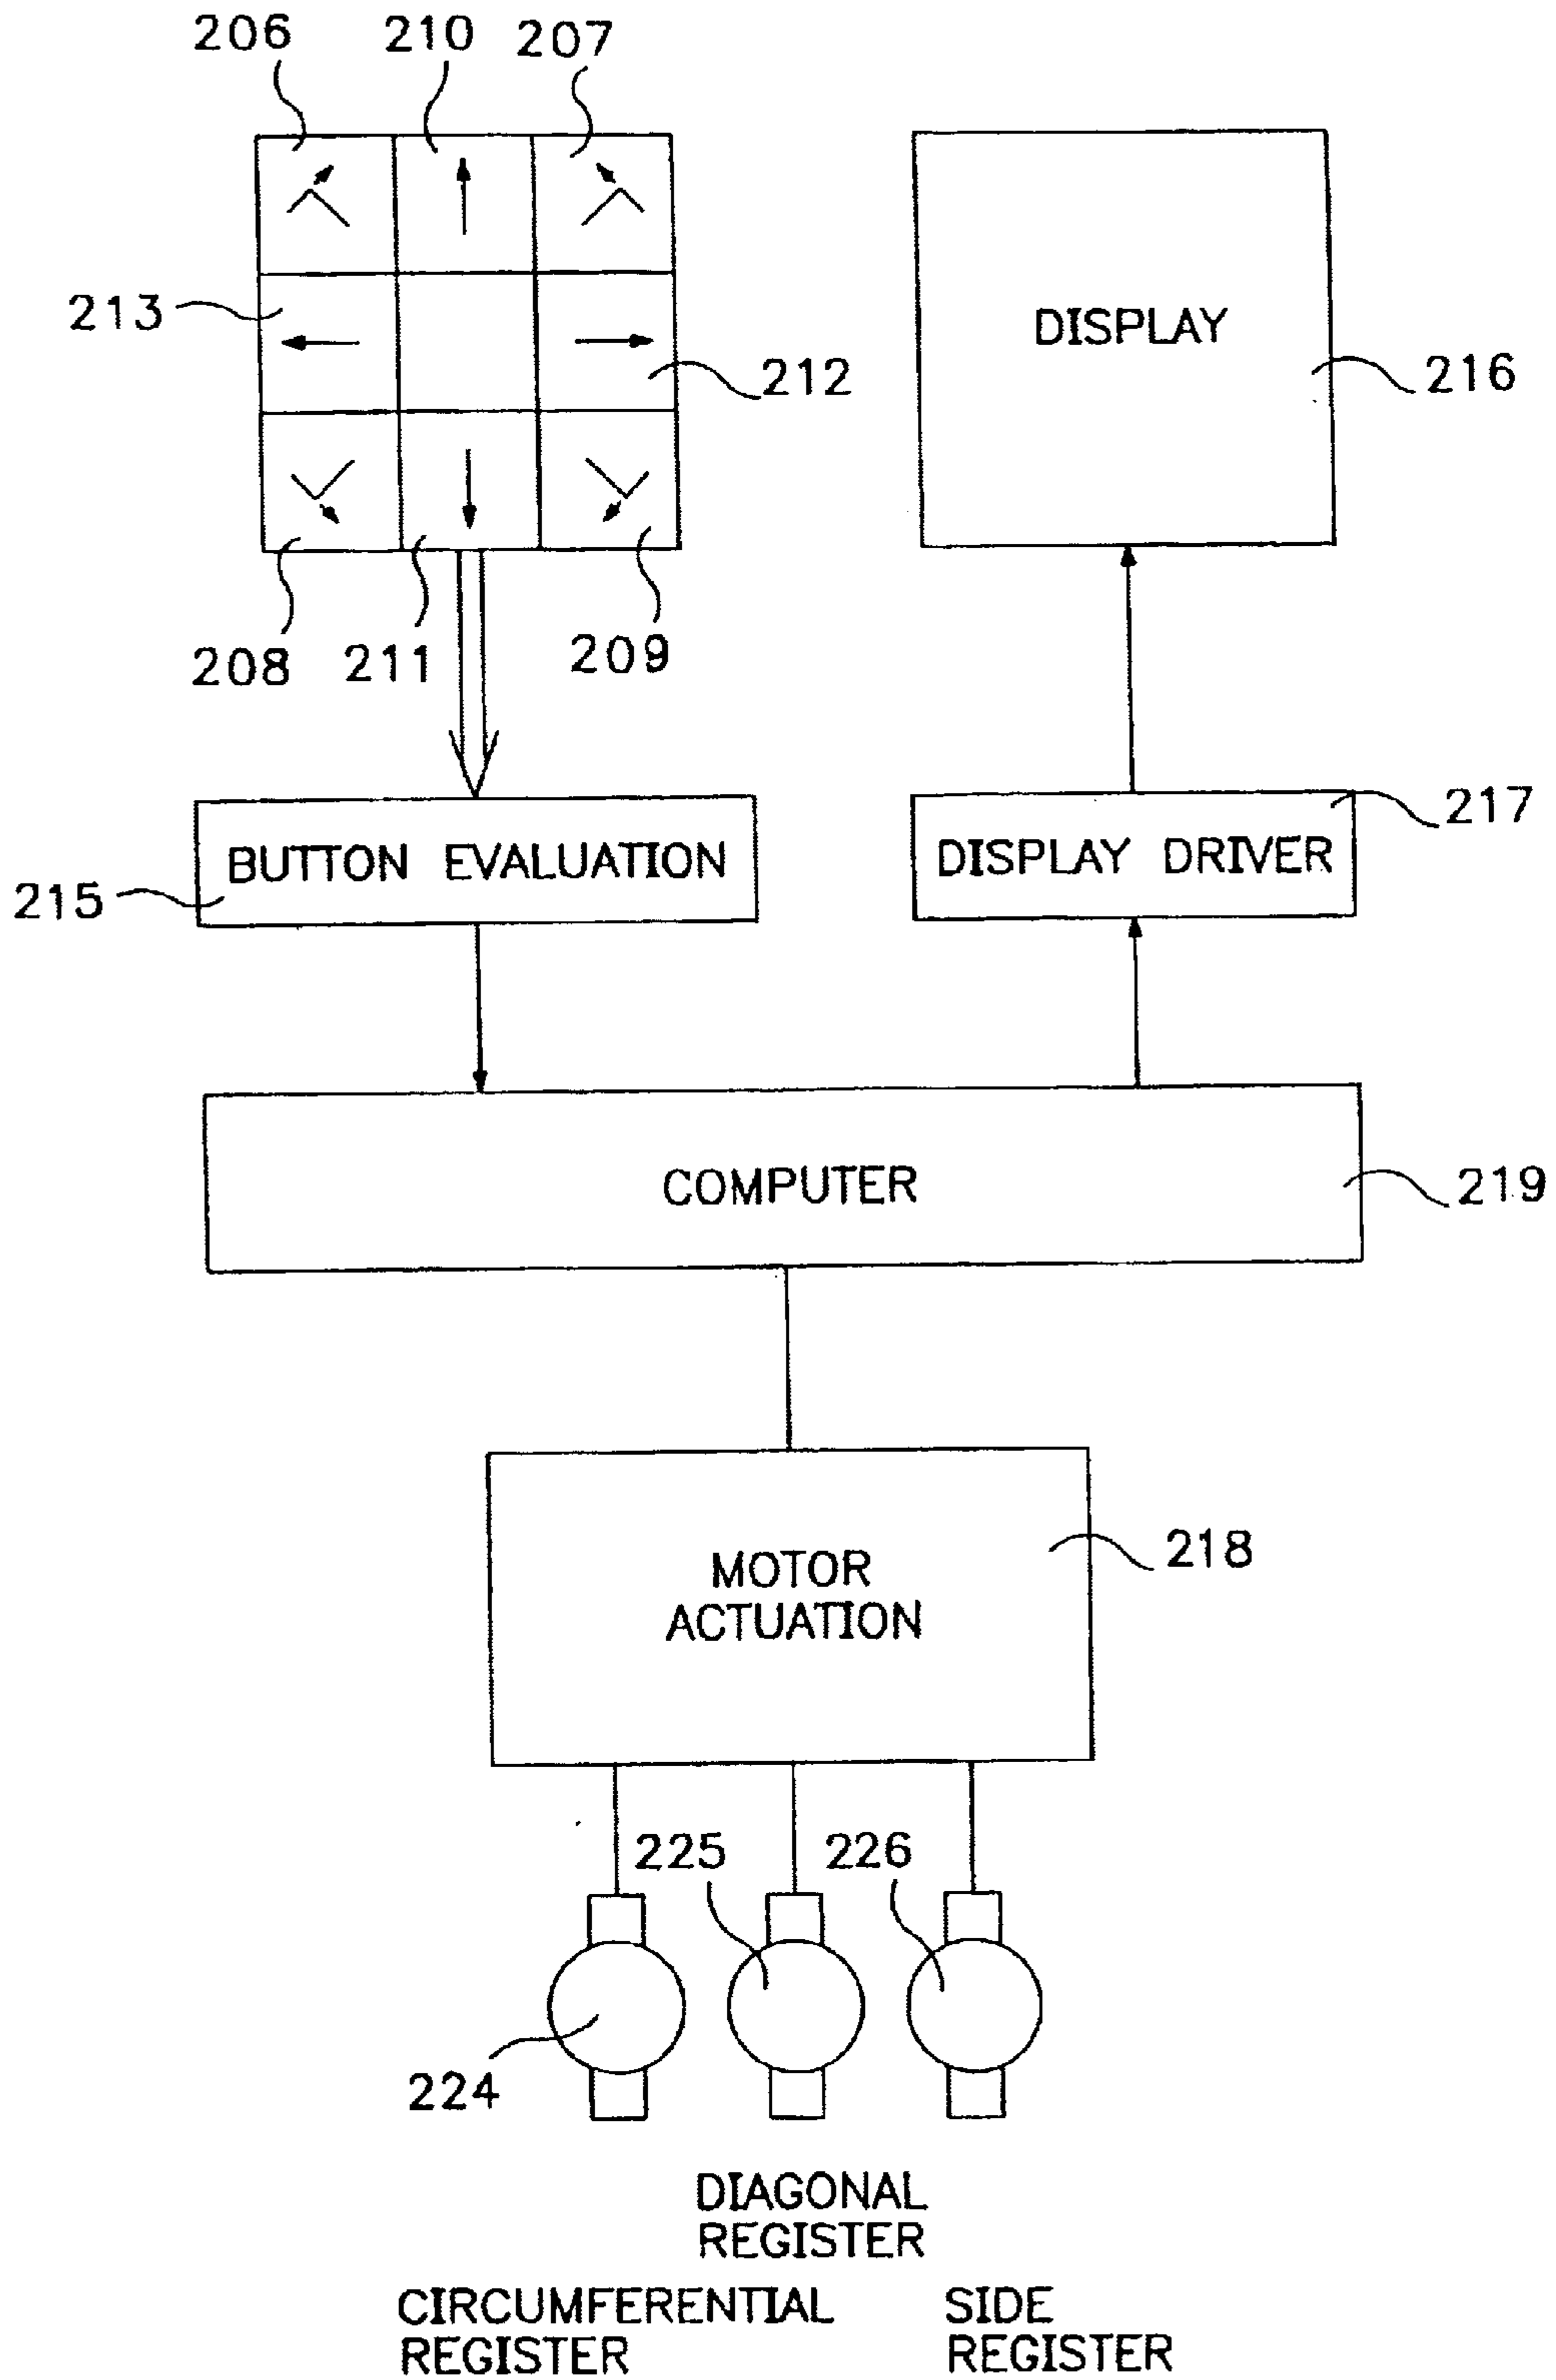 206 210 207
213
DISPLAY
212
216
208 211 209
217
BUTTON EVALUATION
DISPLAY DRIVER
215
COMPUTER
219
218
MOTOR
ACTUATION
225 226
224
DIAGONAL
REGISTER
CIRCUMFERENTIAL
REGISTER
SIDE
REGISTER